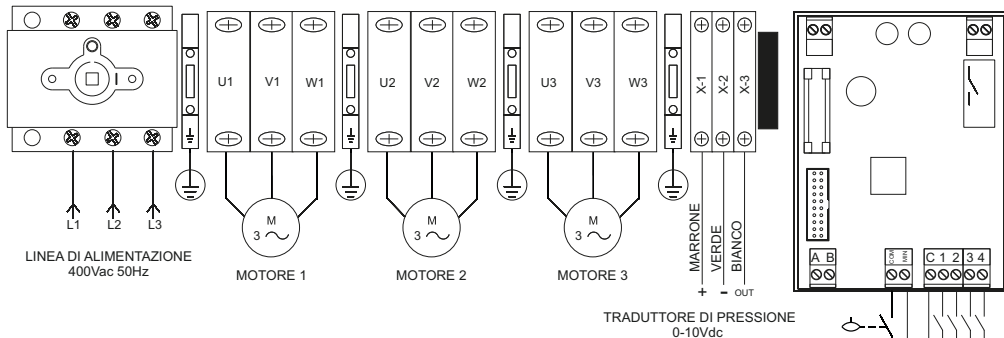 I
U1 V1 W1
U2 V2 W2
U3 V3 W3
X-1 X-2 X-3
L1 L2 L3
M
3
M
3
M
3
MARRONE
VERDE
BIANCO
+ - OUT
LINEA DI ALIMENTAZIONE
400Vac 50Hz
MOTORE 1
MOTORE 2
MOTORE 3
TRADUTTORE DI PRESSIONE
0-10Vdc
A B
COM MIN
C 1 2 3 4